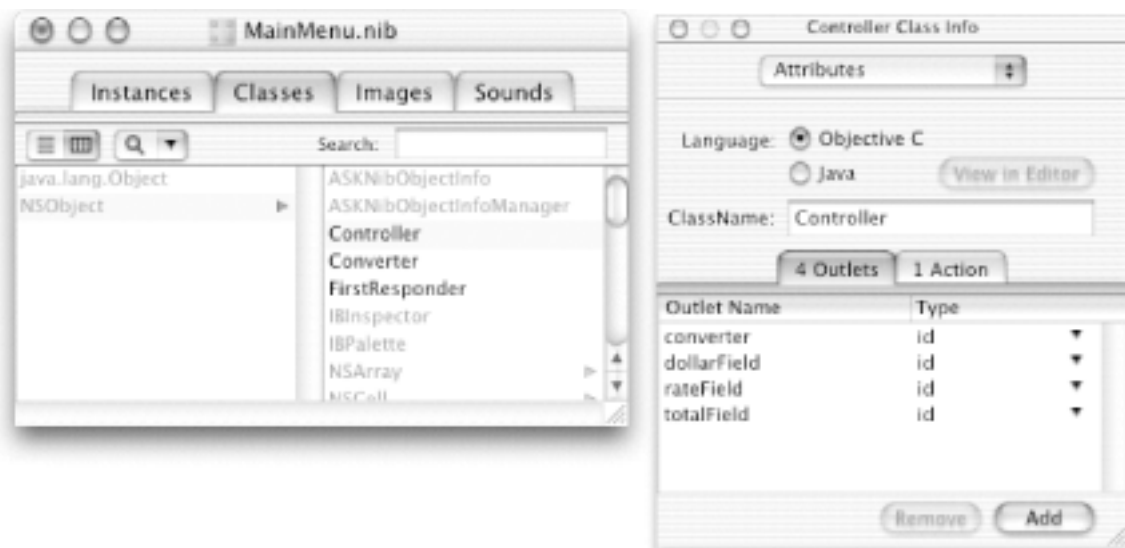 MainMenu.nib
Instances Classes Images Sounds
Search:
java.lang.Object
NSObject
ASKNibObjectInfo
ASKNibObjectInfoManager
Controller
Converter
FirstResponder
IBInspector
IBPalette
NSArray
NSCell
Controller Class Info
Attributes
Language: Objective C
Java View in Editor
ClassName: Controller
4 Outlets 1 Action
Outlet Name Type
converter id
dollarField id
rateField id
totalField id
Remove Add